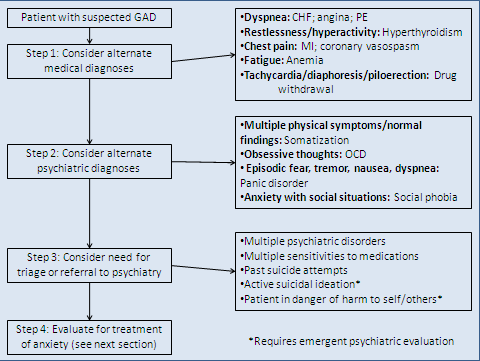 Patient with suspected GAD
Step 1: Consider alternate
medical diagnoses
•Dyspnea: CHF; angina; PE
•Restlessness/hyperactivity: Hyperthyroidism
•Chest pain: MI; coronary vasospasm
•Fatigue: Anemia
•Tachycardia/diaphoresis/piloerection: Drug
withdrawal
Step 2: Consider alternate
psychiatric diagnoses
•Multiple physical symptoms/normal
findings: Somatization
•Obsessive thoughts: OCD
• Episodic fear, tremor, nausea, dyspnea:
Panic disorder
•Anxiety with social situations: Social phobia
Step 3: Consider need for
triage or referral to psychiatry
•Multiple psychiatric disorders
•Multiple sensitivities to medications
•Past suicide attempts
•Active suicidal ideation*
•Patient in danger of harm to self/others*
Step 4: Evaluate for treatment
of anxiety (see next section)
*Requires emergent psychiatric evaluation